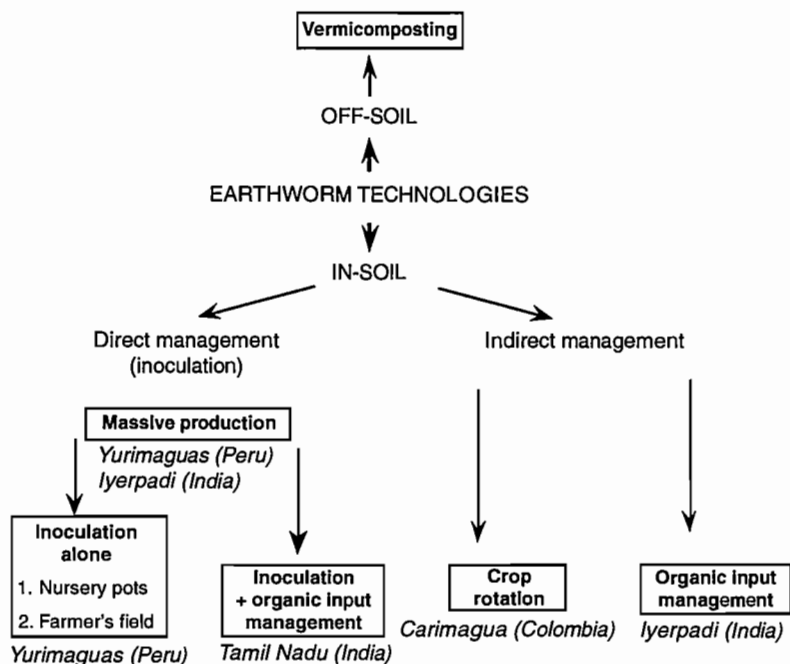 Vermicomposting
OFF-SOIL
EARTHWORM TECHNOLOGIES
IN-SOIL
Direct management
(inoculation)
Indirect management
Massive production
Yurimaguas (Peru)
Iyerpadi (India)
Inoculation
alone
1. Nursery pots
2. Farmer's field
Yurimaguas (Peru)
Inoculation
+ organic input
management
Tamil Nadu (India)
Crop
rotation
Carimagua (Colombia)
Organic input
management
Iyerpadi (India)